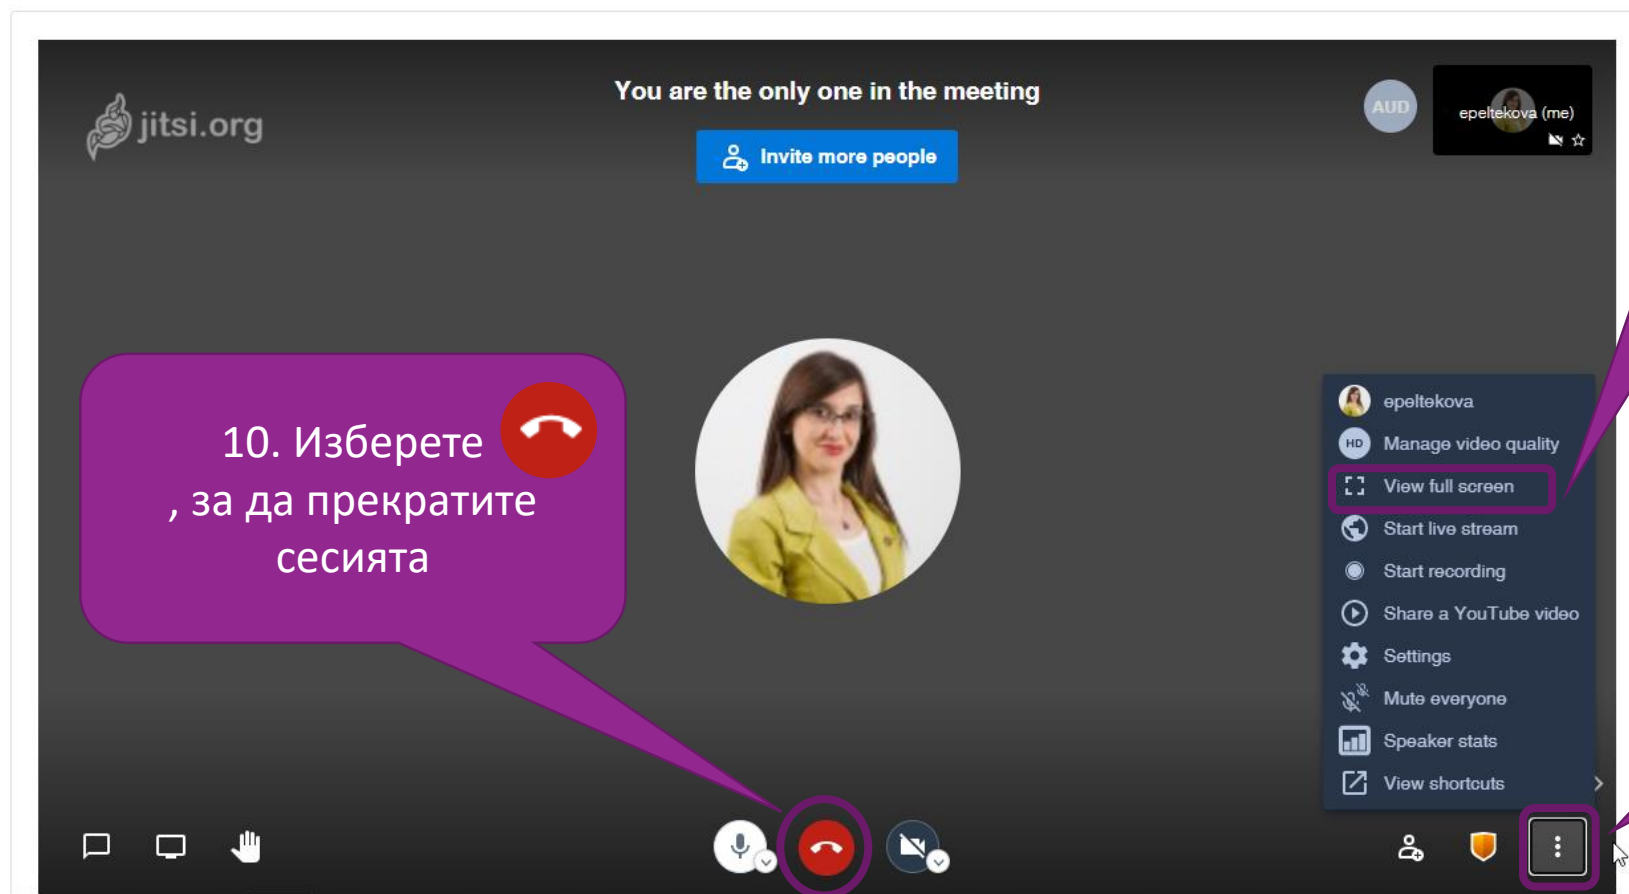 You are the only one in the meeting
jitsi.org
Invite more people
AUD
epeltekova (me)
10. Изберете
, за да прекратите
сесията
epeltekova
HD Manage video quality
View full screen
Start live stream
Start recording
Share a YouTube video
Settings
Mute everyone
Speaker stats
View shortcuts